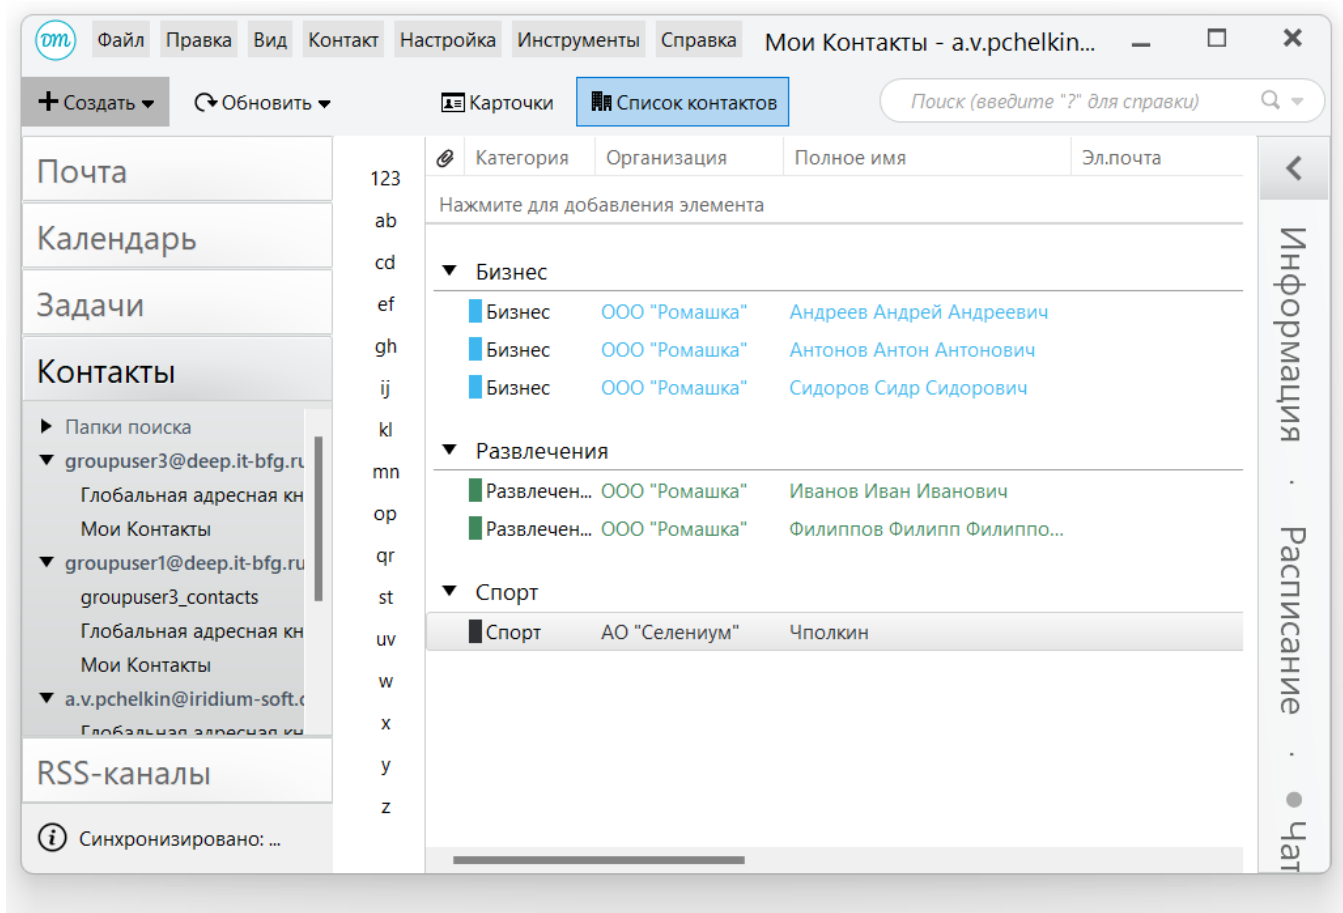 Файл Правка Вид Контакт Настройка Инструменты Справка Мои Контакты - a.v.pchelkin...
Создать Обновить Карточки Список контактов Поиск (введите "?" для справки)
Почта
Календарь
Задачи
Контакты
Папки поиска
groupuser3@deep.it-bfg.ru
Глобальная адресная кн
Мои Контакты
groupuser1@deep.it-bfg.ru
groupuser3_contacts
Глобальная адресная кн
Мои Контакты
a.v.pchelkin@iridium-soft.c
Глобальная адресная кн
RSS-каналы
Синхронизировано: ...
123
ab
cd
ef
gh
ij
kl
mn
op
qr
st
uv
w
x
y
z
Категория Организация Полное имя Эл.почта
Нажмите для добавления элемента
Бизнес
Бизнес ООО "Ромашка" Андреев Андрей Андреевич
Бизнес ООО "Ромашка" Антонов Антон Антонович
Бизнес ООО "Ромашка" Сидоров Сидр Сидорович
Развлечения
Развлечен... ООО "Ромашка" Иванов Иван Иванович
Развлечен... ООО "Ромашка" Филиппов Филипп Филиппо...
Спорт
Спорт АО "Селениум" Чполкин
Информация · Расписание · Чат